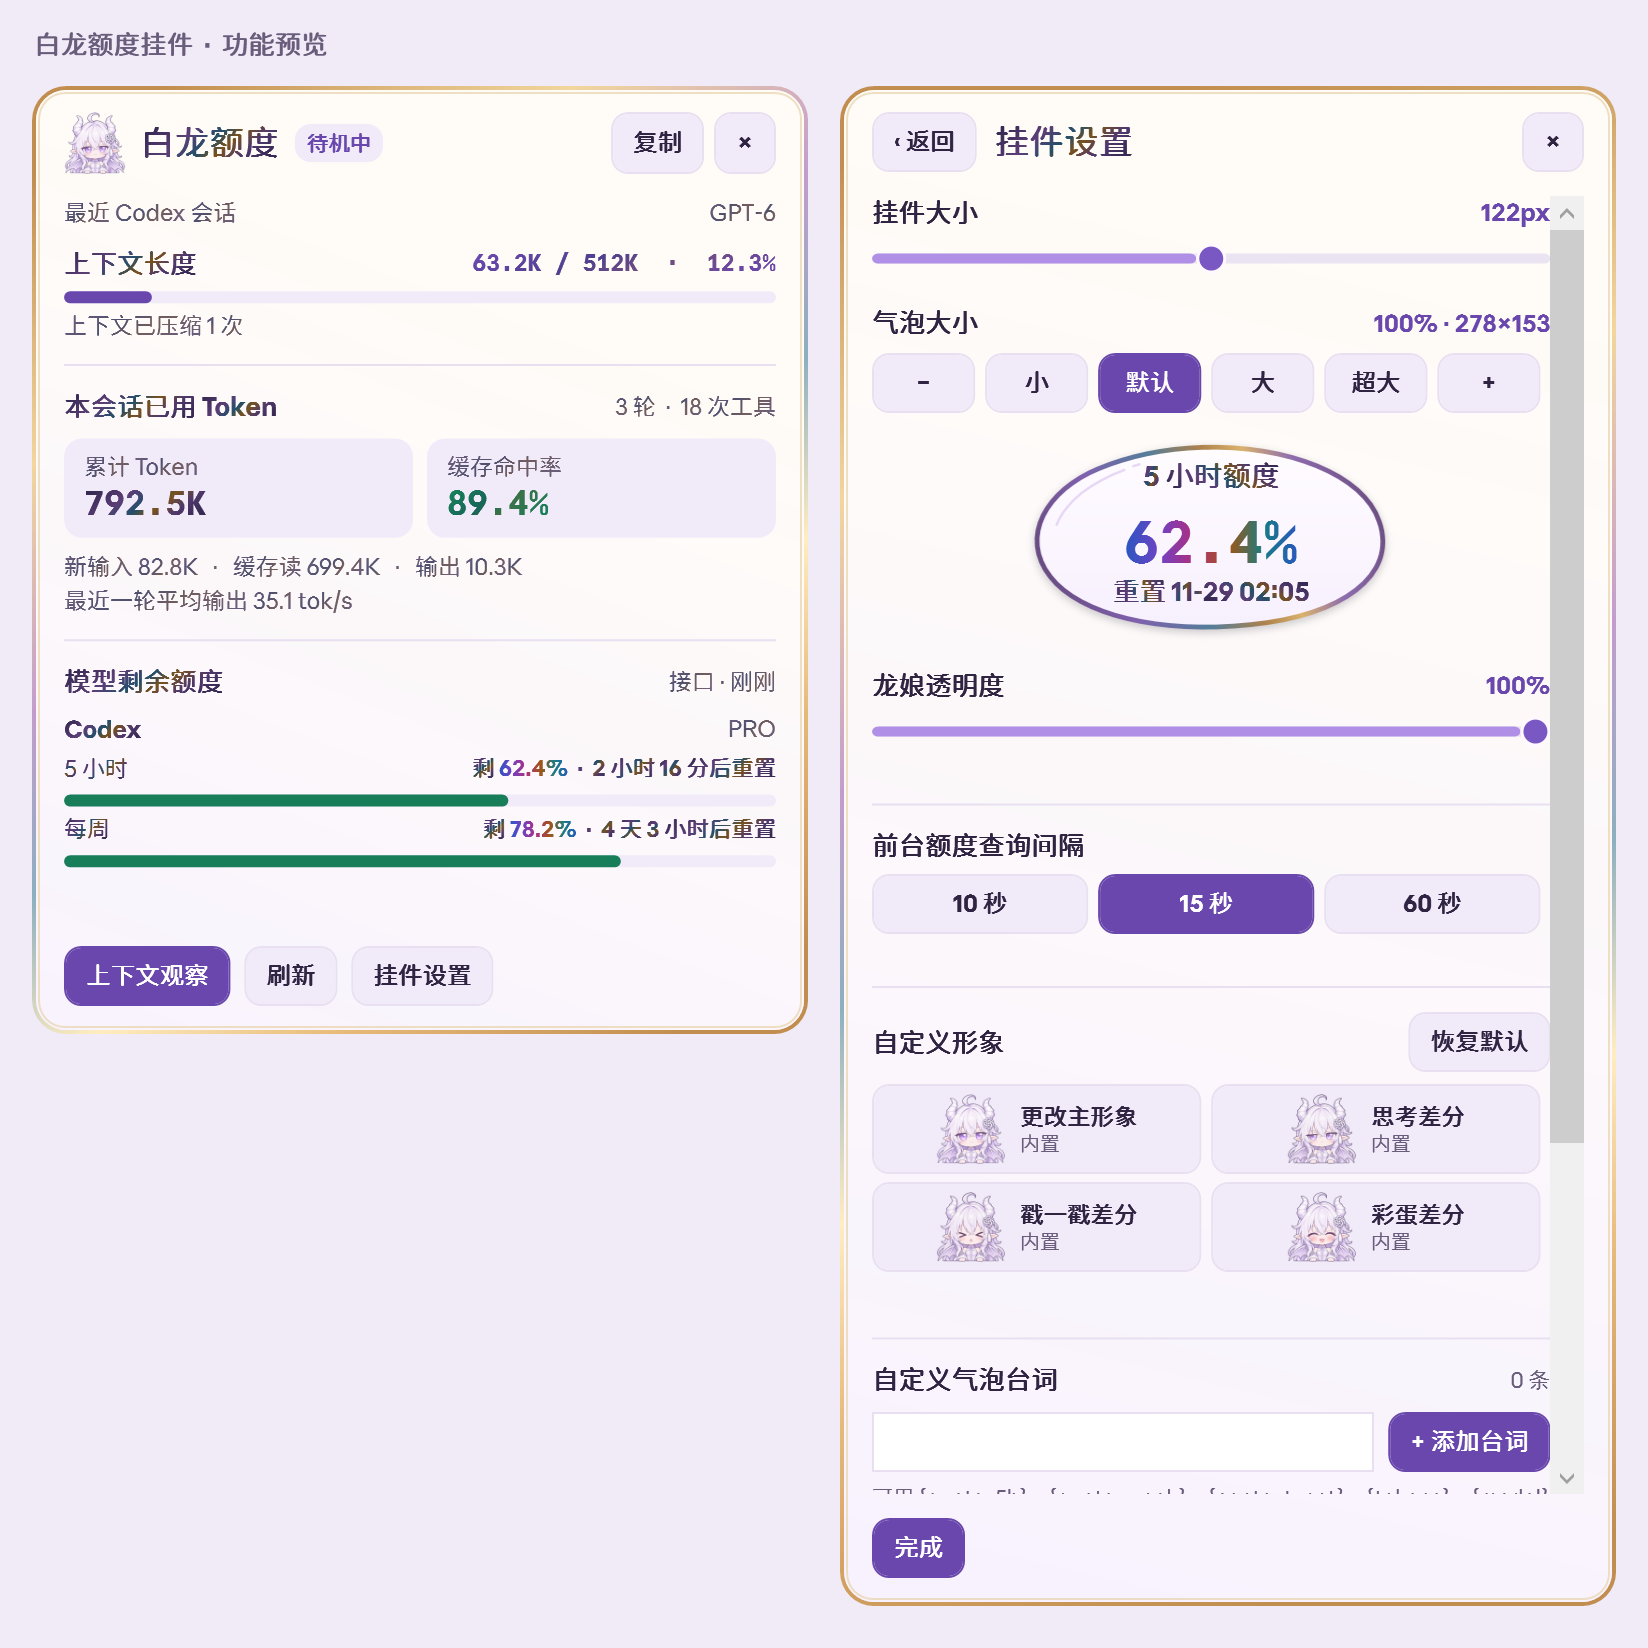 白龙额度挂件 · 功能预览
白龙额度
待机中
复制
×
最近 Codex 会话
GPT-6
上下文长度
63.2K / 512K · 12.3%
上下文已压缩 1 次
本会话已用 Token
3 轮 · 18 次工具
累计 Token
792.5K
缓存命中率
89.4%
新输入 82.8K · 缓存读 699.4K · 输出 10.3K
最近一轮平均输出 35.1 tok/s
模型剩余额度
接口 · 刚刚
Codex
PRO
5 小时
剩 62.4% · 2 小时 16 分后重置
每周
剩 78.2% · 4 天 3 小时后重置
上下文观察
刷新
挂件设置
‹ 返回
挂件设置
×
挂件大小
122px
气泡大小
100% · 278×153
−
小
默认
大
超大
+
5 小时额度
62.4%
重置 11-29 02:05
龙娘透明度
100%
前台额度查询间隔
10 秒
15 秒
60 秒
自定义形象
恢复默认
更改主形象
内置
思考差分
内置
戳一戳差分
内置
彩蛋差分
内置
自定义气泡台词
0 条
+ 添加台词
完成